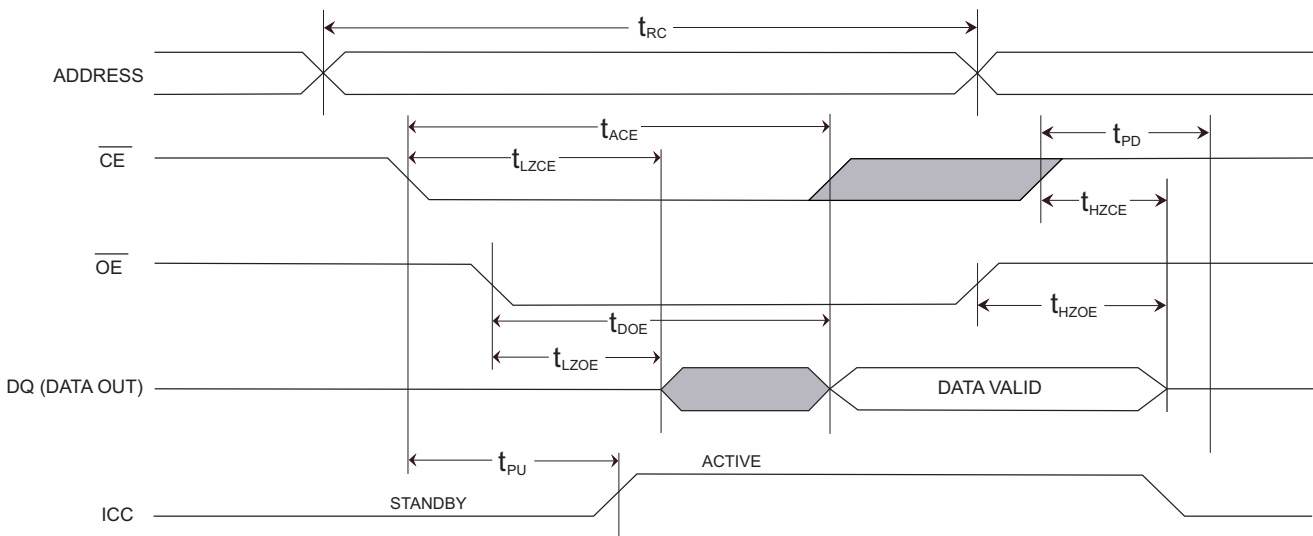 tRC
ADDRESS
tACE
tPD
CE
tLZCE
tHZCE
OE
tHZOE
tDOE
tLZOE
DQ (DATA OUT)
DATA VALID
tPU
ACTIVE
STANDBY
ICC